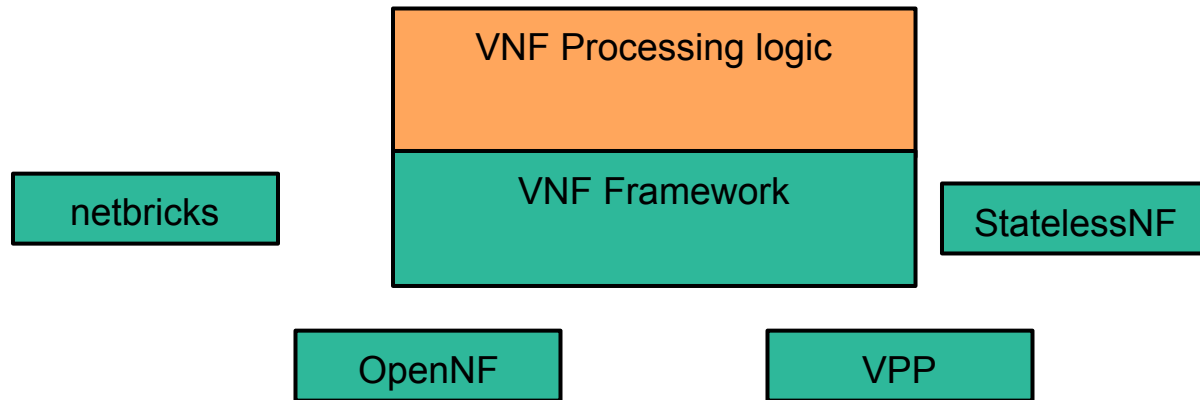 VNF Processing logic
VNF Framework
netbricks
StatelessNF
OpenNF
VPP